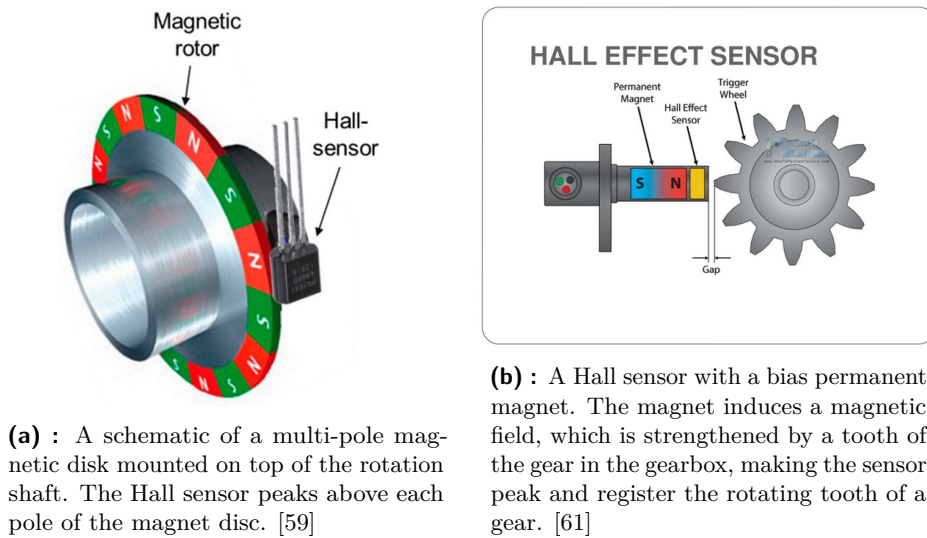 Magnetic
rotor
Hall-
sensor
N
S
N
S
N
S
N
S
N
S
N
S
N
S
(a) : A schematic of a multi-pole mag-
netic disk mounted on top of the rotation
shaft. The Hall sensor peaks above each
pole of the magnet disc. [59]
HALL EFFECT SENSOR
Permanent
Magnet
Hall Effect
Sensor
Trigger
Wheel
S N
Gap
(b) : A Hall sensor with a bias permanent
magnet. The magnet induces a magnetic
field, which is strengthened by a tooth of
the gear in the gearbox, making the sensor
peak and register the rotating tooth of a
gear. [61]